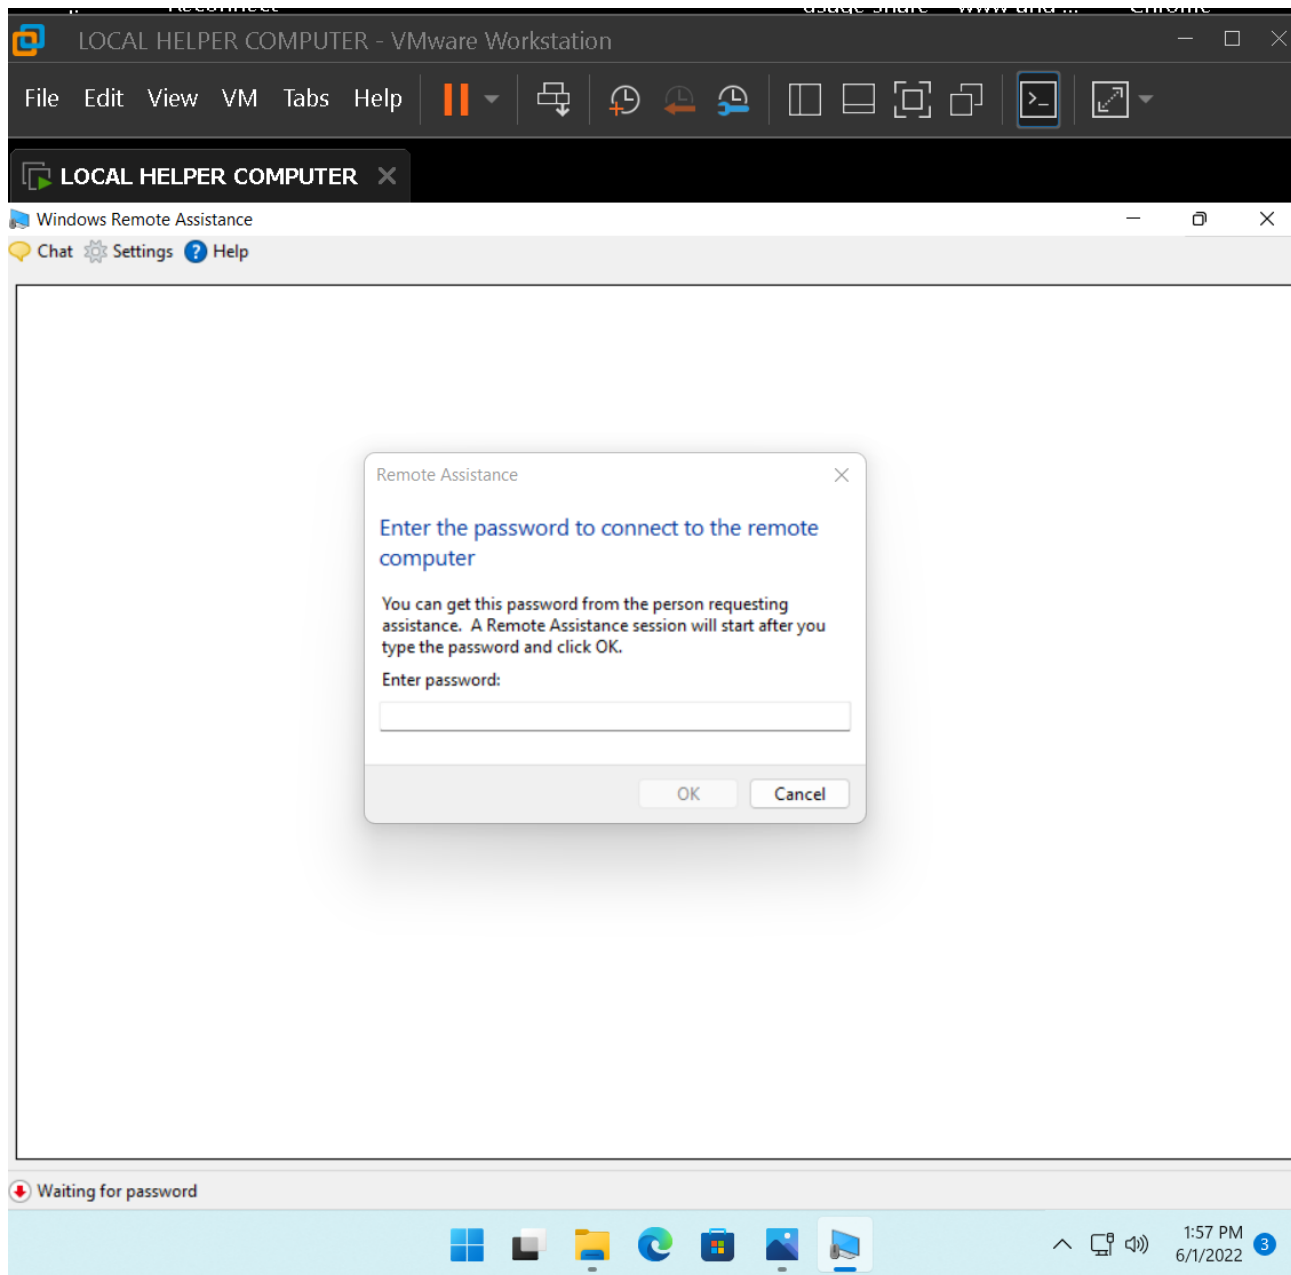 LOCAL HELPER COMPUTER - VMware Workstation
File Edit View VM Tabs Help
LOCAL HELPER COMPUTER
Windows Remote Assistance
Chat Settings ? Help
Remote Assistance
Enter the password to connect to the remote
computer
You can get this password from the person requesting
assistance. A Remote Assistance session will start after you
type the password and click OK.
Enter password:
OK Cancel
Waiting for password
1:57 PM
6/1/2022
3